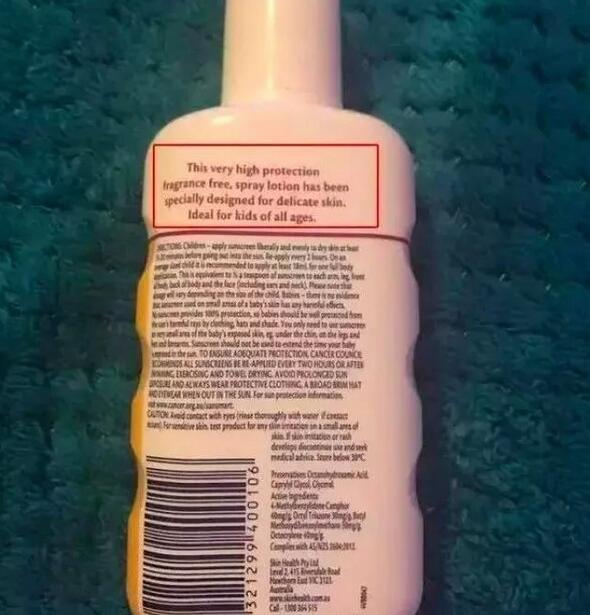 This very high protection
fragrance free, spray lotion has been
specially designed for delicate skin.
Ideal for kids of all ages.
DIRECTIONS: Children – apply sunscreen liberally and evenly to dry skin at least
minutes before going out into the sun. Re-apply every 2 hours. On an
average sized child it is recommended to apply at least for one full body
application. This is equivalent to ½ a teaspoon of sunscreen to each arm, leg, front
of body, back of body and the face (including ears and neck). Please note that
dosage will vary depending on the size of the child. Babies – there is no evidence
that sunscreen used on small areas of a baby's skin has any harmful effects.
No sunscreen provides 100% protection, so babies should be well protected from
the sun's harmful rays by clothing, hats and shade. You only need to use sunscreen
on very small area of the baby's exposed skin, eg. under the chin, on the legs and
feet and forearms. Sunscreen should not be used to extend the time your baby
is exposed in the sun. TO ENSURE ADEQUATE PROTECTION, CANCER COUNCIL
RECOMMENDS ALL SUNSCREENS BE RE-APPLIED EVERY TWO HOURS OR AFTER
SWIMMING, EXERCISING AND TOWEL DRYING. AVOID PROLONGED SUN
EXPOSURE AND ALWAYS WEAR PROTECTIVE CLOTHING, A BROAD BRIM HAT
AND EYEWEAR WHEN OUT IN THE SUN. For sun protection information,
visit www.cancer.org.au/sunsmart.
CAUTION: Avoid contact with eyes (rinse thoroughly with water if contact
occurs). For sensitive skin, test product for any skin irritation on a small area of
skin. If skin irritation or rash
develops discontinue use and seek
medical advice. Store below 30°C.
Preservatives: Octanohydroxamic Acid,
Caprylyl Glycol, Glycerol.
Active Ingredients:
4-Methylbenzylidene Camphor
40mg/g, Octyl Triazone 30mg/g, Butyl
Methoxydibenzoylmethane
Octocrylene
Complies with AS/NZS 2604:2012.
Skin Health Pty Ltd
Level 2, 415 Riversdale Road
Hawthorn East VIC 3123
Australia
www.skinhealth.com.au
Call - 1300 364 515
321299 400106